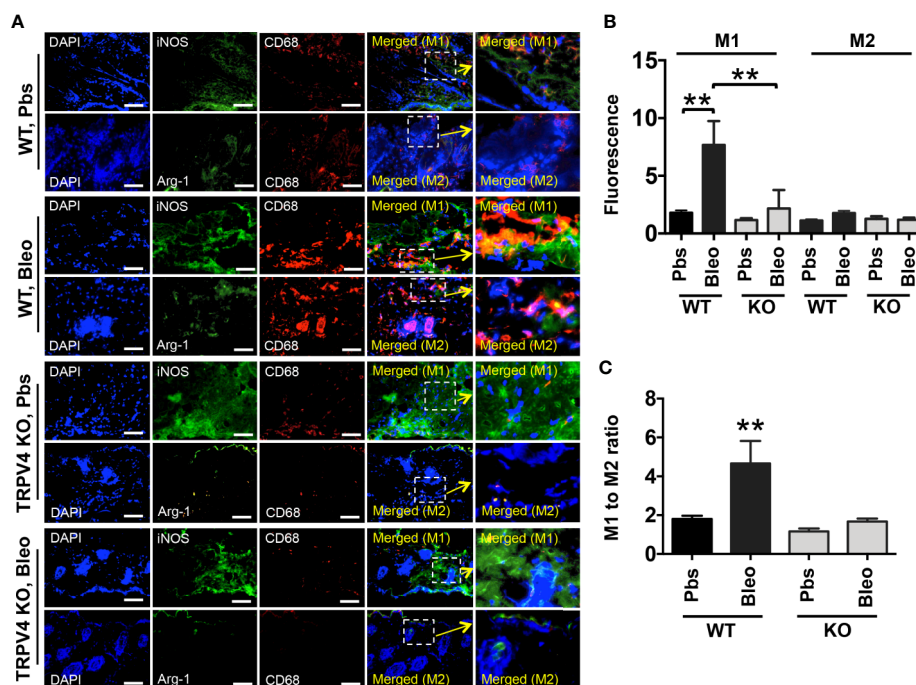 A
WT, Pbs
DAPI iNOS CD68 Merged (M1) Merged (M1)
DAPI Arg-1 CD68 Merged (M2) Merged (M2)
WT, Bleo
DAPI iNOS CD68 Merged (M1) Merged (M1)
DAPI Arg-1 CD68 Merged (M2) Merged (M2)
TRPV4 KO, Pbs
DAPI iNOS CD68 Merged (M1) Merged (M1)
DAPI Arg-1 CD68 Merged (M2) Merged (M2)
TRPV4 KO, Bleo
DAPI iNOS CD68 Merged (M1) Merged (M1)
DAPI Arg-1 CD68 Merged (M2) Merged (M2)
B
M1 M2
Fluorescence
15
10
5
0
** **
Pbs Bleo Pbs Bleo Pbs Bleo Pbs Bleo
WT KO WT KO
C
M1 to M2 ratio
8
6
4
2
0
**
Pbs Bleo Pbs Bleo
WT KO